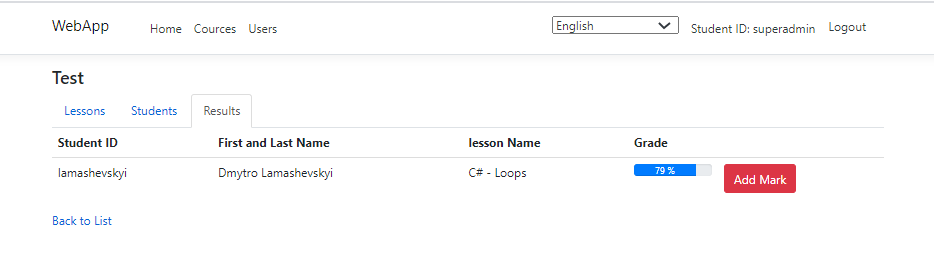 WebApp Home Cources Users English Student ID: superadmin Logout
Test
Lessons Students Results
Student ID First and Last Name lesson Name Grade
lamashevskyi Dmytro Lamashevskyi C# - Loops 79 % Add Mark
Back to List